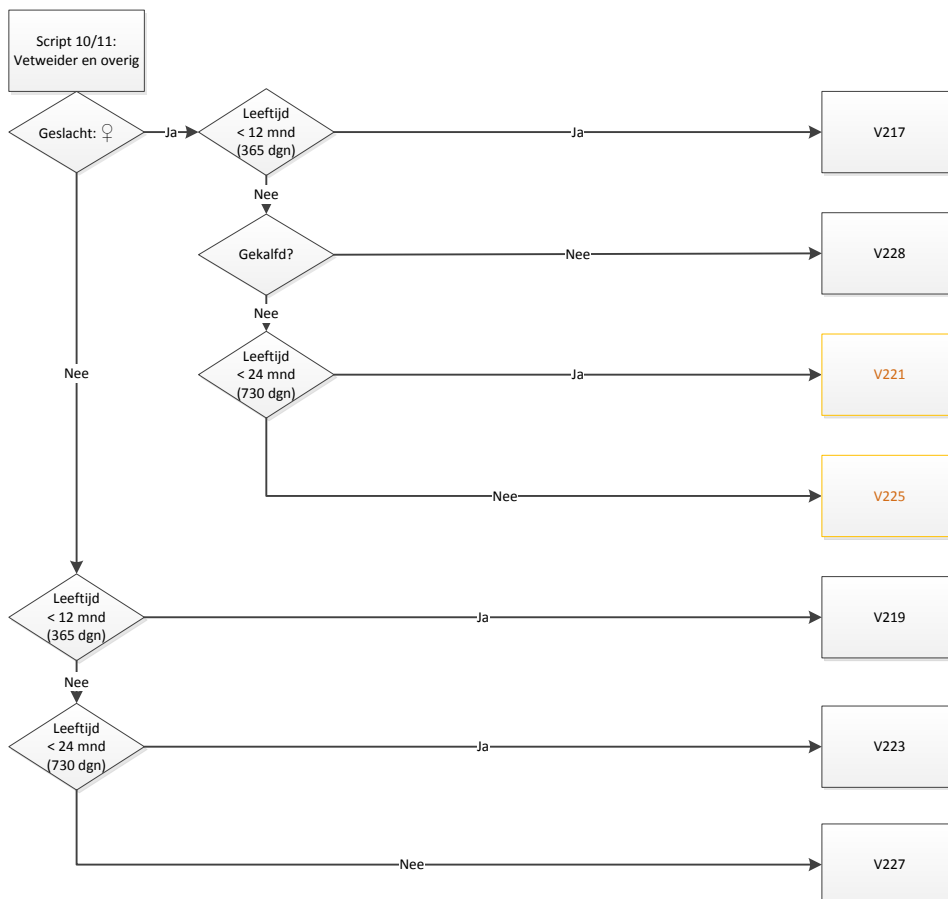 Script 10/11:
Vetweider en overig
Geslacht: ♀
Ja
Leeftijd
< 12 mnd
(365 dgn)
Ja
V217
Nee
Gekalfd?
Nee
V228
Nee
Leeftijd
< 24 mnd
(730 dgn)
Ja
V221
Nee
Nee
V225
Leeftijd
< 12 mnd
(365 dgn)
Ja
V219
Nee
Leeftijd
< 24 mnd
(730 dgn)
Ja
V223
Nee
V227